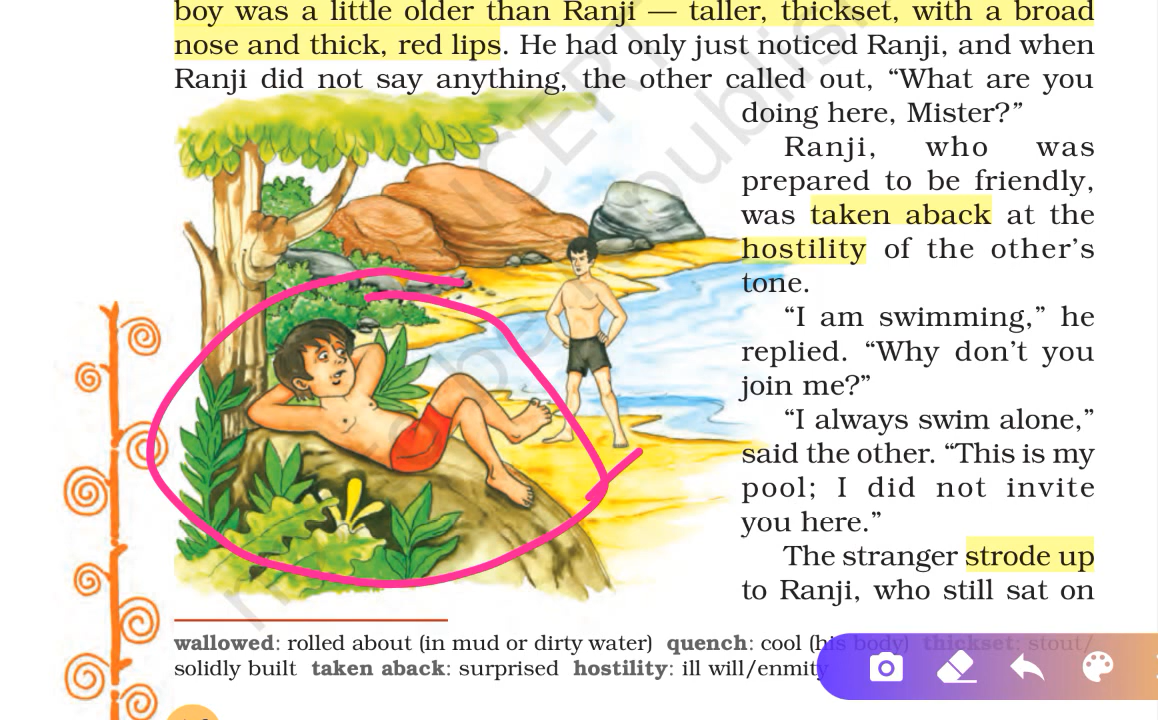 boy was a little older than Ranji — taller, thickset, with a broad
nose and thick, red lips. He had only just noticed Ranji, and when
Ranji did not say anything, the other called out, “What are you
doing here, Mister?”
Ranji, who was
prepared to be friendly,
was taken aback at the
hostility of the other’s
tone.
“I am swimming,” he
replied. “Why don’t you
join me?”
“I always swim alone,”
said the other. “This is my
pool; I did not invite
you here.”
The stranger strode up
to Ranji, who still sat on
wallowed: rolled about (in mud or dirty water) quench: cool (his body) thickset: stout/
solidly built taken aback: surprised hostility: ill will/enmity